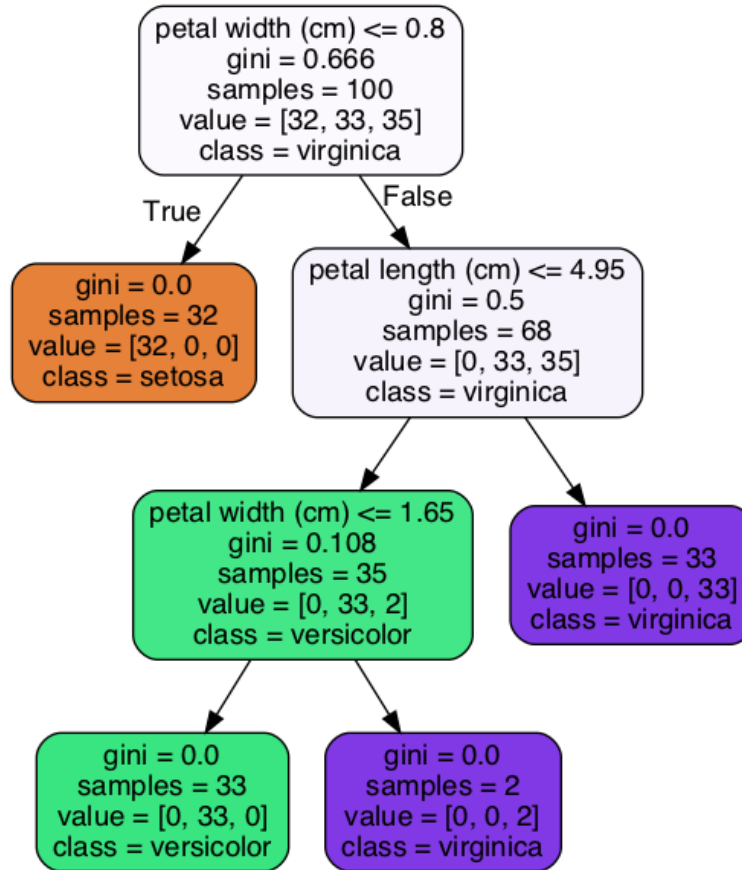 petal width (cm) <= 0.8
gini = 0.666
samples = 100
value = [32, 33, 35]
class = virginica
True
False
gini = 0.0
samples = 32
value = [32, 0, 0]
class = setosa
petal length (cm) <= 4.95
gini = 0.5
samples = 68
value = [0, 33, 35]
class = virginica
petal width (cm) <= 1.65
gini = 0.108
samples = 35
value = [0, 33, 2]
class = versicolor
gini = 0.0
samples = 33
value = [0, 0, 33]
class = virginica
gini = 0.0
samples = 33
value = [0, 33, 0]
class = versicolor
gini = 0.0
samples = 2
value = [0, 0, 2]
class = virginica